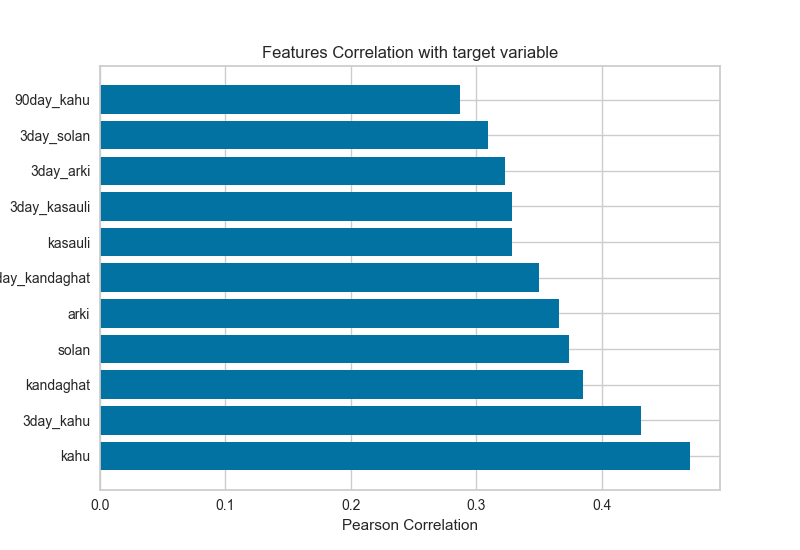 Features Correlation with target variable
90day_kahu
3day_solan
3day_arki
3day_kasauli
kasauli
day_kandaghat
arki
solan
kandaghat
3day_kahu
kahu
0.0 0.1 0.2 0.3 0.4
Pearson Correlation